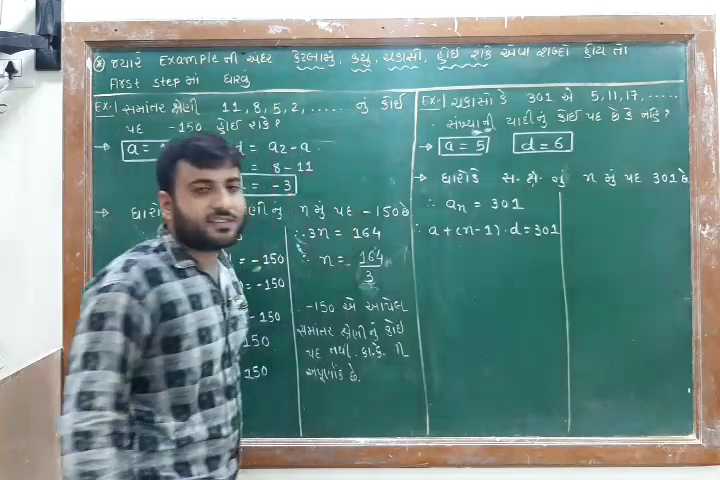 (*) જ્યારે Example ની અંદર કેટલામું, કયું, ચકાસો, હોઈ શકે એવા શબ્દો હોય તો
First step માં ધારવું
Ex:1 સમાંતર શ્રેણી 11, 8, 5, 2, ...... નું કોઈ
પદ -150 હોઈ શકે?
→ a = 1 d = a₂ - a
= 8 - 11
= -3
→ ધારો નું n મું પદ -150 છે
= -150
= -150
-150
150
150
∴ 3n = 164
∴ n = 164/3
-150 એ આપેલ
સમાંતર શ્રેણી નું કોઈ
પદ નથી. કા.કે. n
અપૂર્ણાંક છે.
Ex:1 ચકાસો કે 301 એ 5, 11, 17, .....
સંખ્યાની યાદીનું કોઈ પદ છે કે નહિ?
→ a = 5 d = 6
→ ધારોકે સ. શ્રે. નું n મું પદ 301 છે
∴ aₙ = 301
∴ a + (n-1) · d = 301